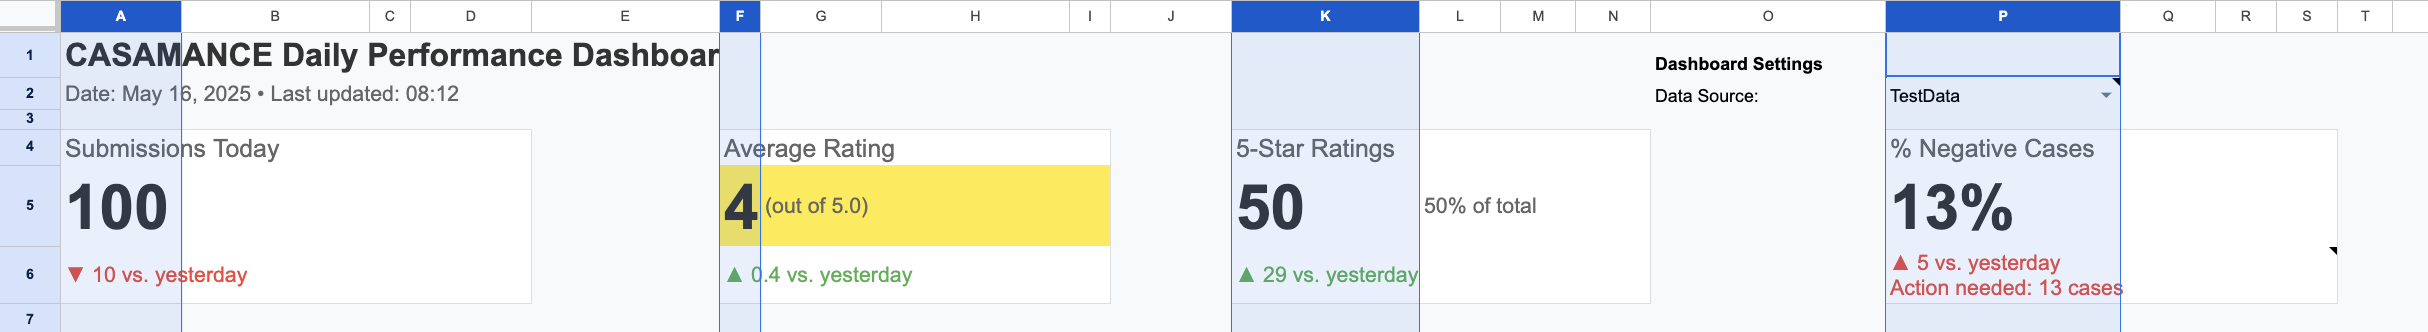 A B C D E F G H I J K L M N O P Q R S T
1 CASAMANCE Daily Performance Dashboar Dashboard Settings
2 Date: May 16, 2025 • Last updated: 08:12 Data Source: TestData
3
4 Submissions Today Average Rating 5-Star Ratings % Negative Cases
5 100 4 (out of 5.0) 50 50% of total 13%
6 ▼ 10 vs. yesterday ▲ 0.4 vs. yesterday ▲ 29 vs. yesterday ▲ 5 vs. yesterday
Action needed: 13 cases
7